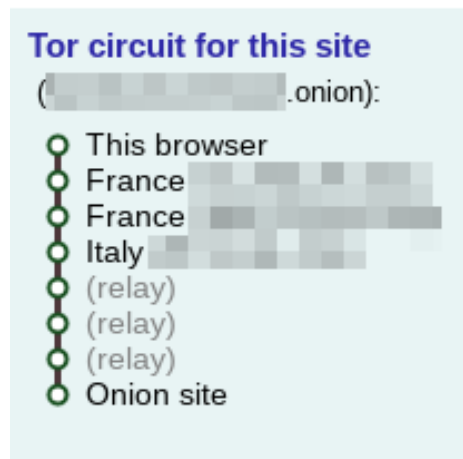 Tor circuit for this site
(.onion):
This browser
France
France
Italy
(relay)
(relay)
(relay)
Onion site